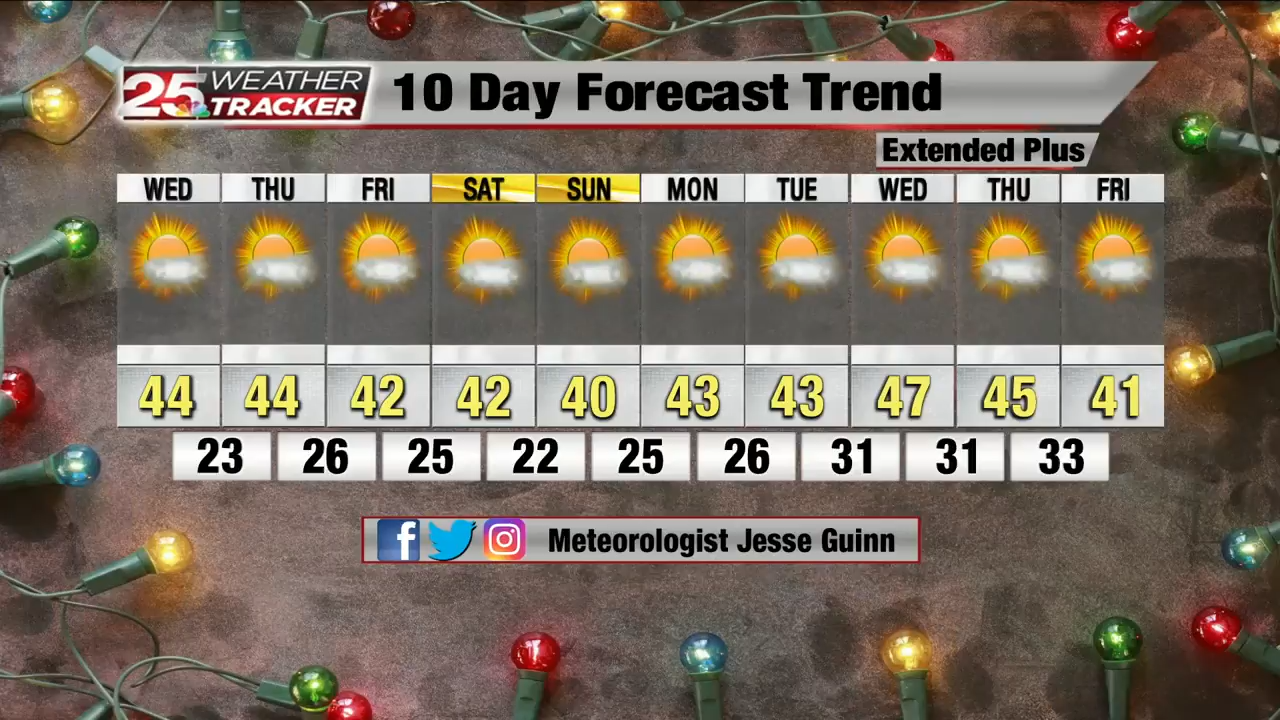 25 WEATHER TRACKER
10 Day Forecast Trend
Extended Plus
WED THU FRI SAT SUN MON TUE WED THU FRI
44 44 42 42 40 43 43 47 45 41
23 26 25 22 25 26 31 31 33
Meteorologist Jesse Guinn